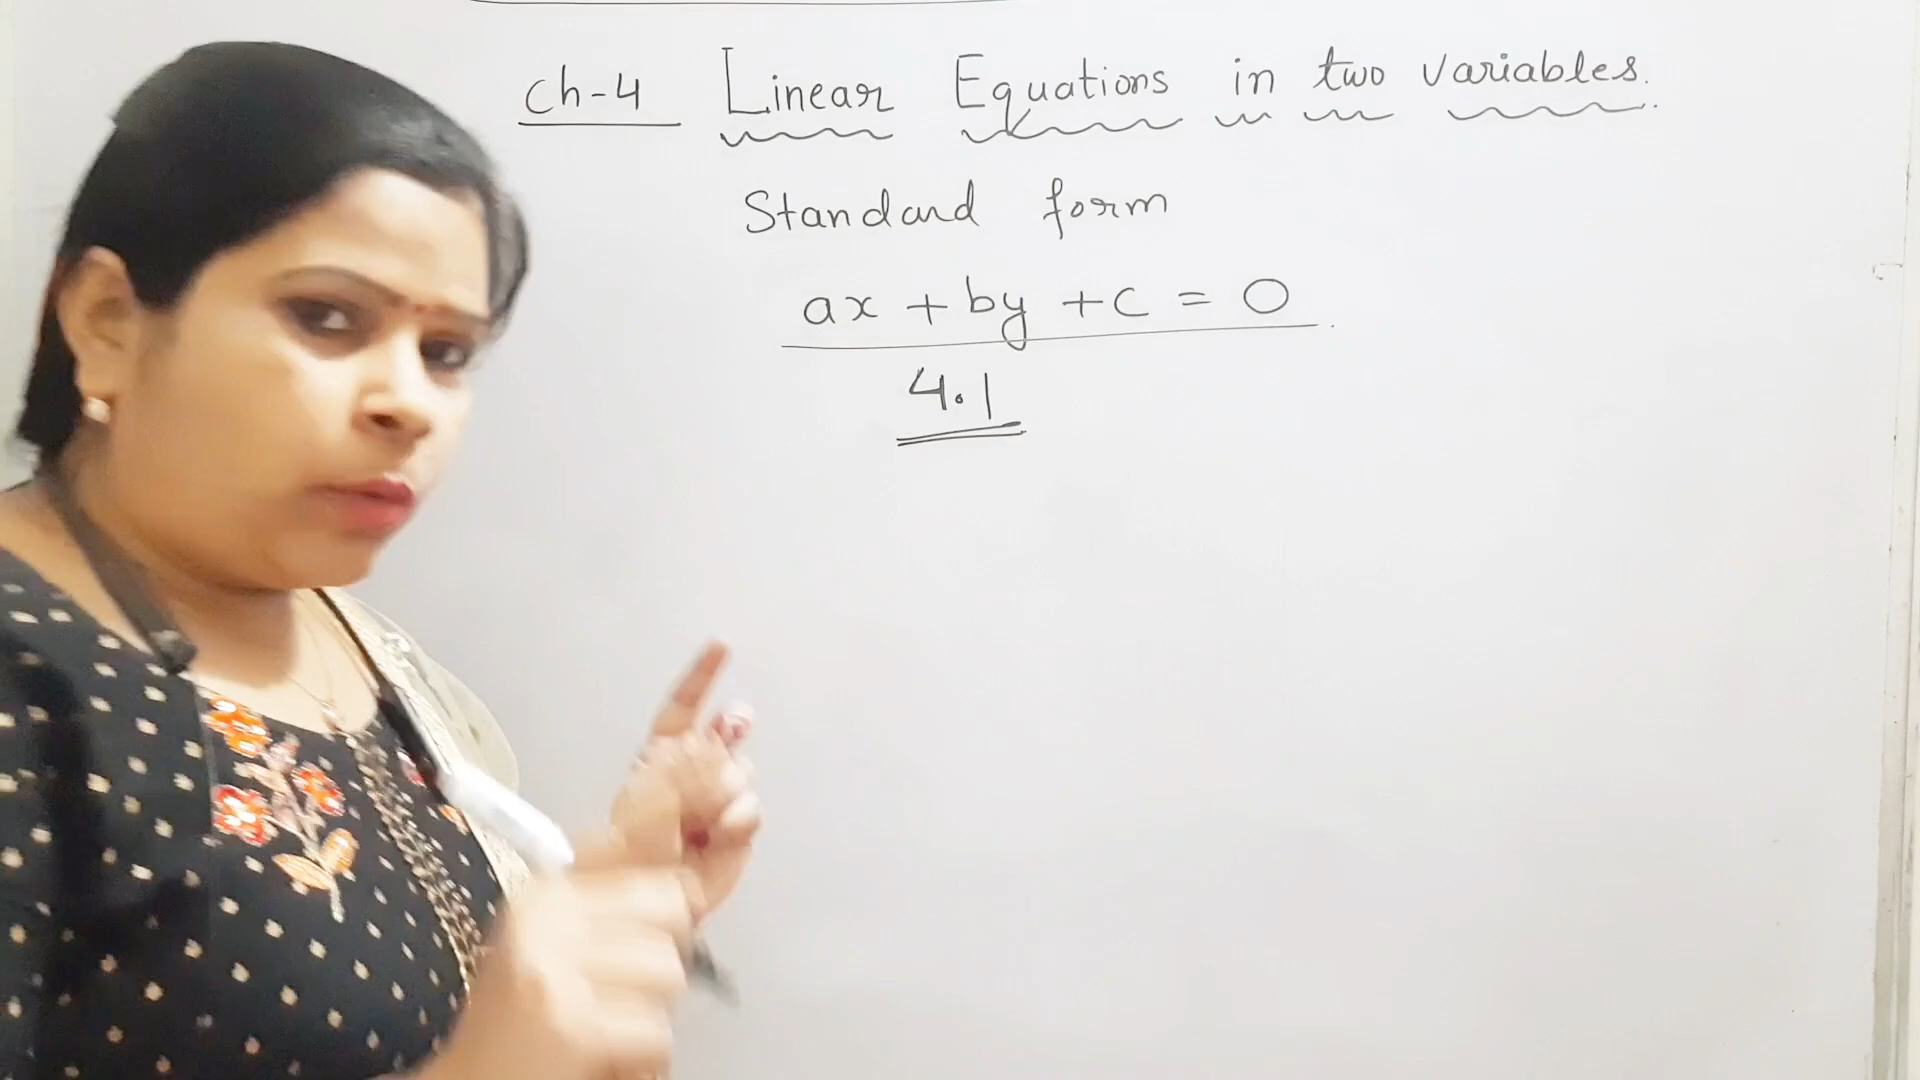 Ch-4 Linear Equations in two variables.
Standard form
ax + by + c = 0
4.1